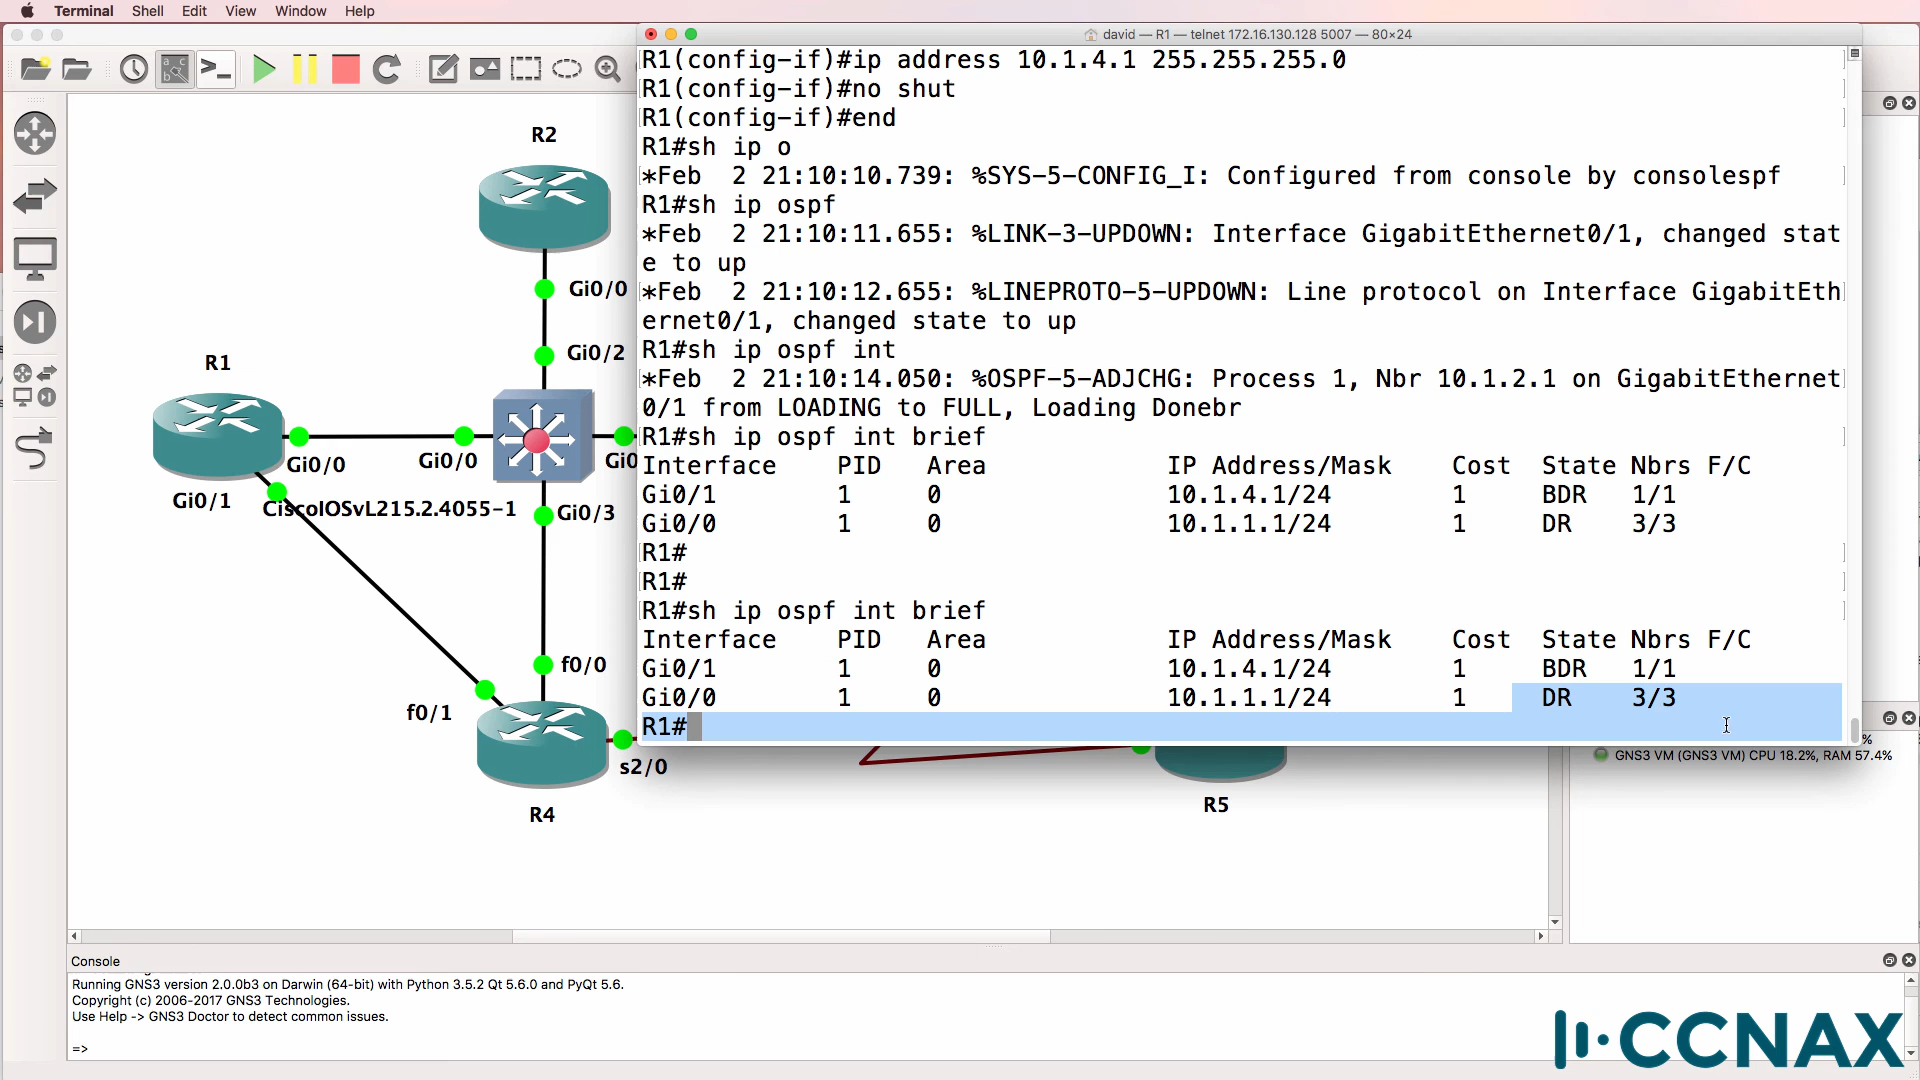 Terminal Shell Edit View Window Help
david — R1 — telnet 172.16.130.128 5007 — 80×24
R1(config-if)#ip address 10.1.4.1 255.255.255.0
R1(config-if)#no shut
R1(config-if)#end
R1#sh ip o
*Feb  2 21:10:10.739: %SYS-5-CONFIG_I: Configured from console by consolespf
R1#sh ip ospf
*Feb  2 21:10:11.655: %LINK-3-UPDOWN: Interface GigabitEthernet0/1, changed stat
e to up
*Feb  2 21:10:12.655: %LINEPROTO-5-UPDOWN: Line protocol on Interface GigabitEth
ernet0/1, changed state to up
R1#sh ip ospf int
*Feb  2 21:10:14.050: %OSPF-5-ADJCHG: Process 1, Nbr 10.1.2.1 on GigabitEthernet
0/1 from LOADING to FULL, Loading Donebr
R1#sh ip ospf int brief
Interface    PID   Area                IP Address/Mask    Cost  State Nbrs F/C
Gi0/1        1     0                   10.1.4.1/24        1     BDR   1/1
Gi0/0        1     0                   10.1.1.1/24        1     DR    3/3
R1#
R1#
R1#sh ip ospf int brief
Interface    PID   Area                IP Address/Mask    Cost  State Nbrs F/C
Gi0/1        1     0                   10.1.4.1/24        1     BDR   1/1
Gi0/0        1     0                   10.1.1.1/24        1     DR    3/3
R1#
R2
Gi0/0
Gi0/2
R1
Gi0/0
Gi0/0
Gi0
Gi0/1
CiscoIOSvL215.2.4055-1
Gi0/3
f0/0
f0/1
s2/0
R4
R5
%
GNS3 VM (GNS3 VM) CPU 18.2%, RAM 57.4%
Console
Running GNS3 version 2.0.0b3 on Darwin (64-bit) with Python 3.5.2 Qt 5.6.0 and PyQt 5.6.
Copyright (c) 2006-2017 GNS3 Technologies.
Use Help -> GNS3 Doctor to detect common issues.
=>
CCNAX